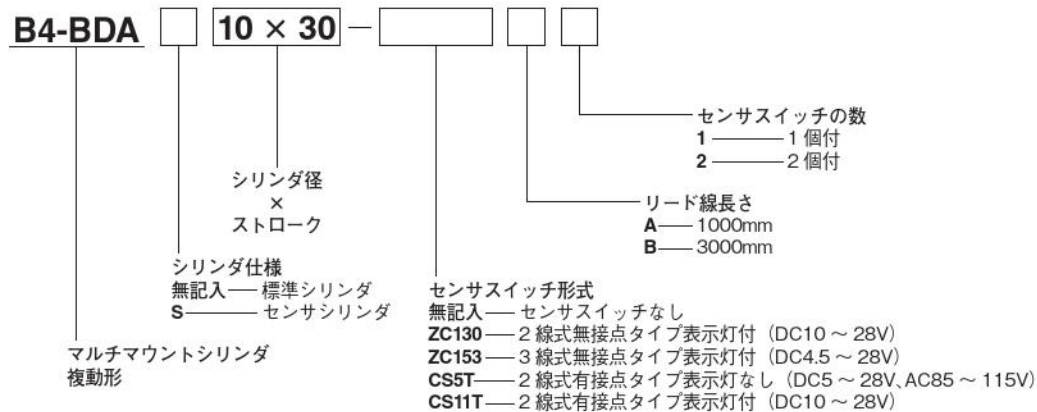 B4-BDA 10 × 30 −
センサスイッチの数
1 1 個付
2 2 個付
シリンダ径
×
ストローク
リード線長さ
A 1000mm
B 3000mm
シリンダ仕様
無記入 標準シリンダ
S センサシリンダ
センサスイッチ形式
無記入 センサスイッチなし
ZC130 2 線式無接点タイプ表示灯付（DC10 ～ 28V）
ZC153 3 線式無接点タイプ表示灯付（DC4.5 ～ 28V）
CS5T 2 線式有接点タイプ表示灯なし（DC5 ～ 28V、AC85 ～ 115V）
CS11T 2 線式有接点タイプ表示灯付（DC10 ～ 28V）
マルチマウントシリンダ
複動形